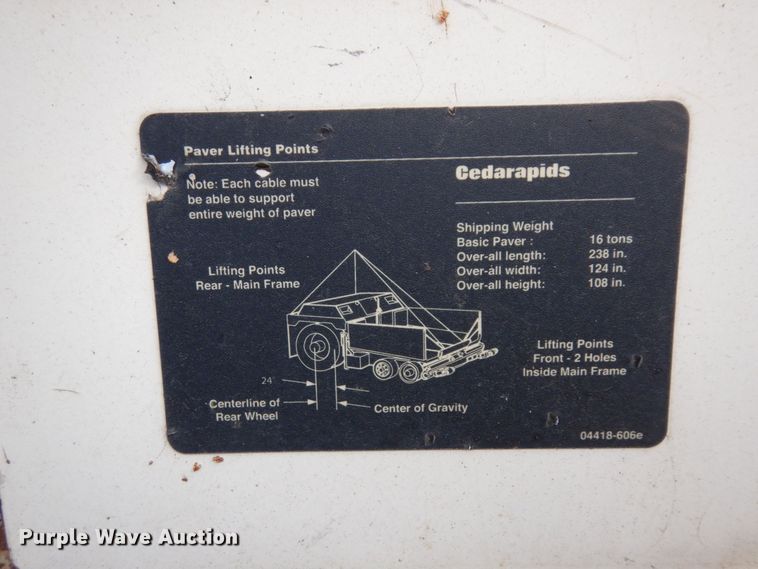 Paver Lifting Points
Note: Each cable must
be able to support
entire weight of paver
Cedarapids
Shipping Weight
Basic Paver : 16 tons
Over-all length: 238 in.
Over-all width: 124 in.
Over-all height: 108 in.
Lifting Points
Rear - Main Frame
Lifting Points
Front - 2 Holes
Inside Main Frame
24"
Centerline of
Rear Wheel
Center of Gravity
04418-606e
Purple Wave Auction